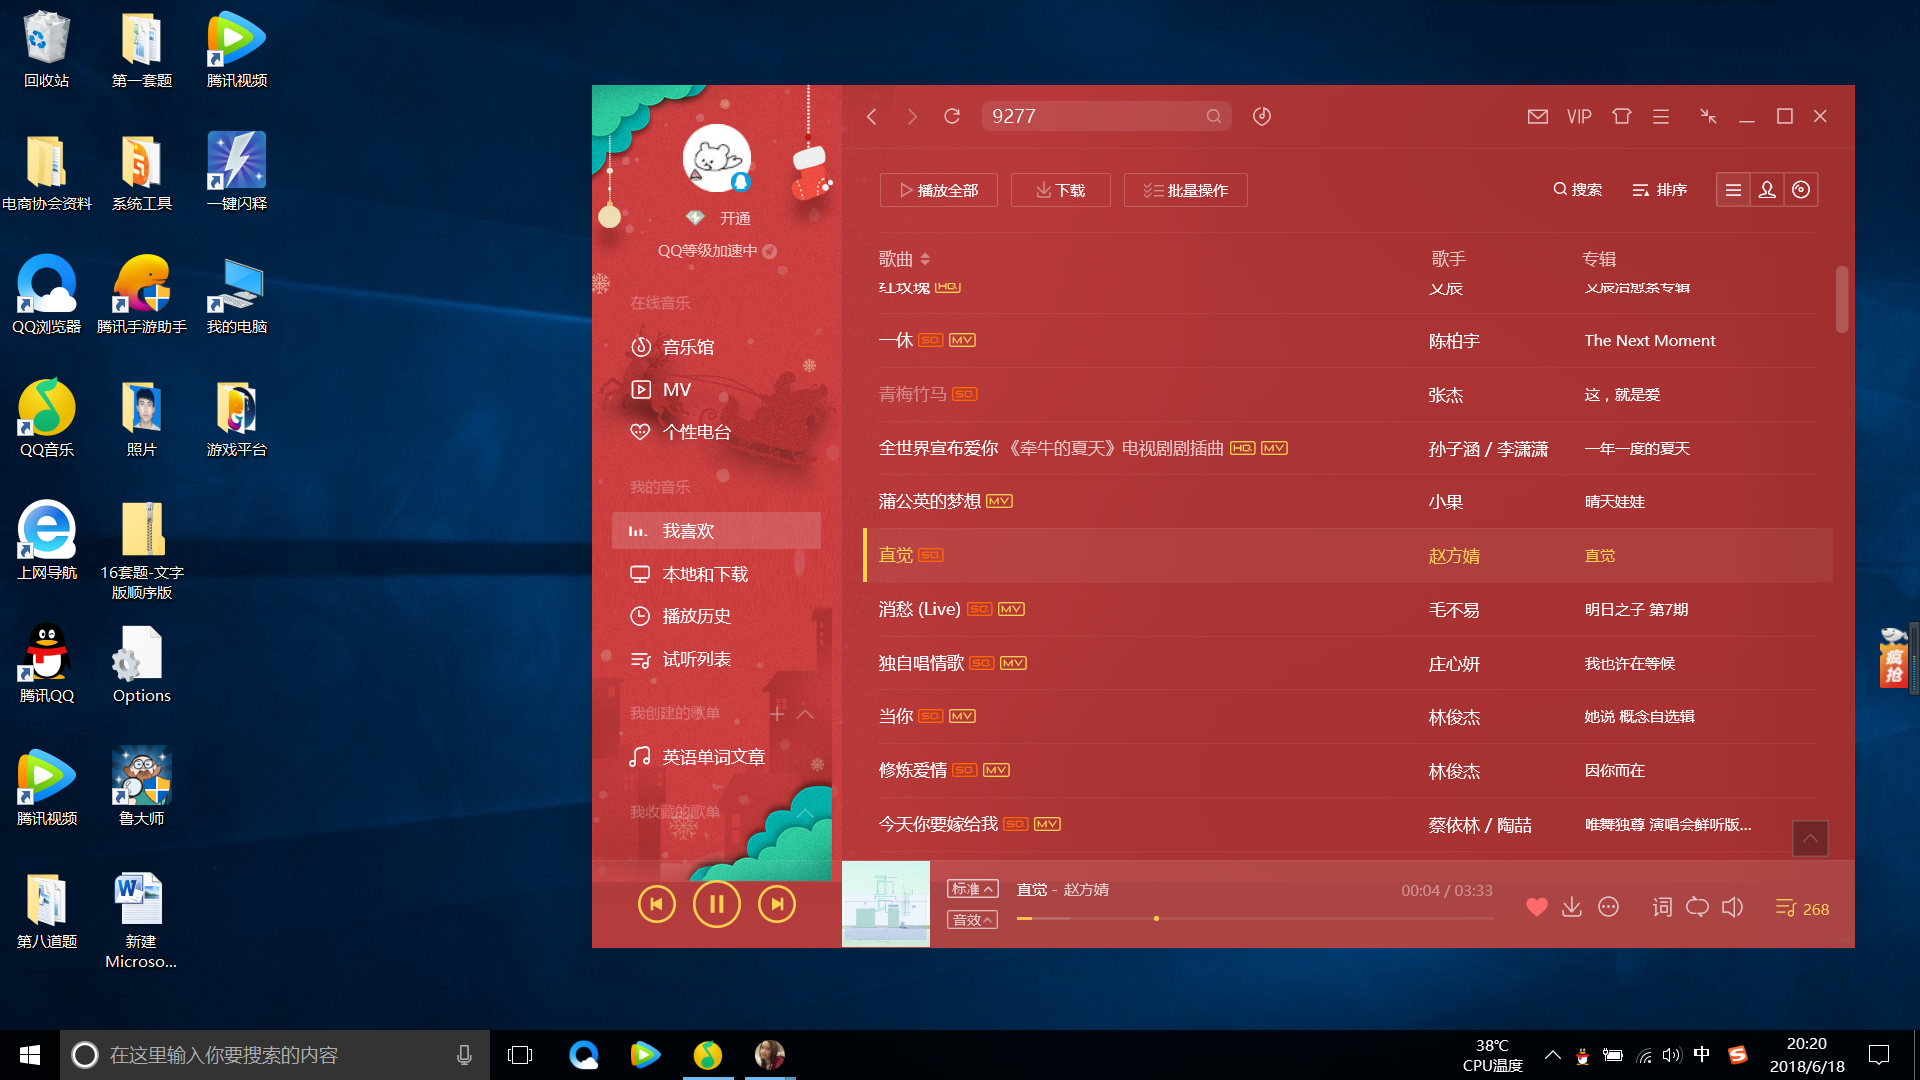 回收站
第一套题
腾讯视频
电商协会资料
系统工具
一键闪释
QQ浏览器
腾讯手游助手
我的电脑
QQ音乐
照片
游戏平台
上网导航
16套题-文字
版顺序版
腾讯QQ
Options
腾讯视频
鲁大师
第八道题
新建
Microso...
开通
QQ等级加速中
在线音乐
音乐馆
MV
个性电台
我的音乐
我喜欢
本地和下载
播放历史
试听列表
我创建的歌单
英语单词文章
我收藏的歌单
9277
VIP
播放全部
下载
批量操作
搜索
排序
歌曲
歌手
专辑
红玫瑰 HQ
艾辰
艾辰治愈系专辑
一休 SQ MV
陈柏宇
The Next Moment
青梅竹马 SQ
张杰
这，就是爱
全世界宣布爱你 《牵牛的夏天》电视剧剧插曲 HQ MV
孙子涵 / 李潇潇
一年一度的夏天
蒲公英的梦想 MV
小果
晴天娃娃
直觉 SQ
赵方婧
直觉
消愁 (Live) SQ MV
毛不易
明日之子 第7期
独自唱情歌 SQ MV
庄心妍
我也许在等候
当你 SQ MV
林俊杰
她说 概念自选辑
修炼爱情 SQ MV
林俊杰
因你而在
今天你要嫁给我 SQ MV
蔡依林 / 陶喆
唯舞独尊 演唱会鲜听版...
标准
直觉 - 赵方婧
00:04 / 03:33
音效
词
268
疯
抢
在这里输入你要搜索的内容
38℃
CPU温度
中
20:20
2018/6/18